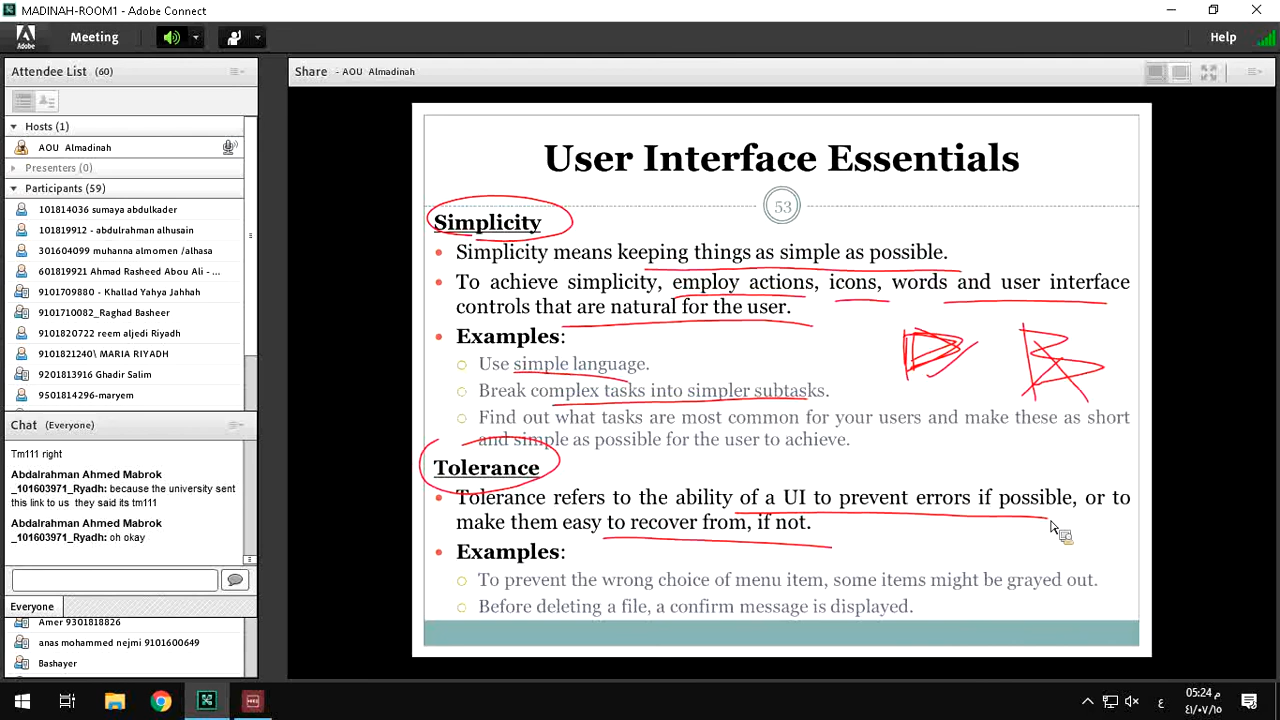 MADINAH-ROOM1 - Adobe Connect
Adobe
Meeting
Help
Attendee List (60)
Hosts (1)
AOU Almadinah
Presenters (0)
Participants (59)
101814036 sumaya abdulkader
101819912 - abdulrahman alhusain
301604099 muhanna almomen /alhasa
601819921 Ahmad Rasheed Abou Ali - ...
9101709880 - Khallad Yahya Jahhah
9101710082_Raghad Basheer
9101820722 reem aljedi Riyadh
9101821240\ MARIA RIYADH
9201813916 Ghadir Salim
9501814296-maryem
Amer 9301818826
anas mohammed nejmi 9101600649
Bashayer
Chat (Everyone)
Tm111 right
Abdalrahman Ahmed Mabrok
_101603971_Ryadh: because the university sent
this link to us they said its tm111
Abdalrahman Ahmed Mabrok
_101603971_Ryadh: oh okay
Everyone
Share - AOU Almadinah
User Interface Essentials
53
Simplicity
• Simplicity means keeping things as simple as possible.
• To achieve simplicity, employ actions, icons, words and user interface
controls that are natural for the user.
• Examples:
Use simple language.
Break complex tasks into simpler subtasks.
Find out what tasks are most common for your users and make these as short
and simple as possible for the user to achieve.
Tolerance
• Tolerance refers to the ability of a UI to prevent errors if possible, or to
make them easy to recover from, if not.
• Examples:
To prevent the wrong choice of menu item, some items might be grayed out.
Before deleting a file, a confirm message is displayed.
ع
05:24 م
٤١/٠٧/١٥